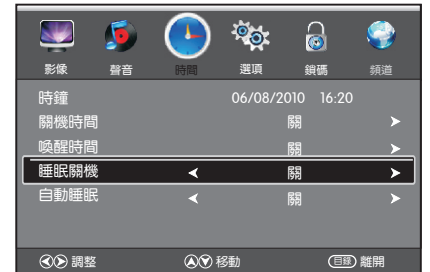 影像 聲音 時間 選項 鎖碼 頻道
時鐘 06/08/2010 16:20
關機時間 關
喚醒時間 關
睡眠關機 關
自動睡眠 關
調整 移動 目錄 離開